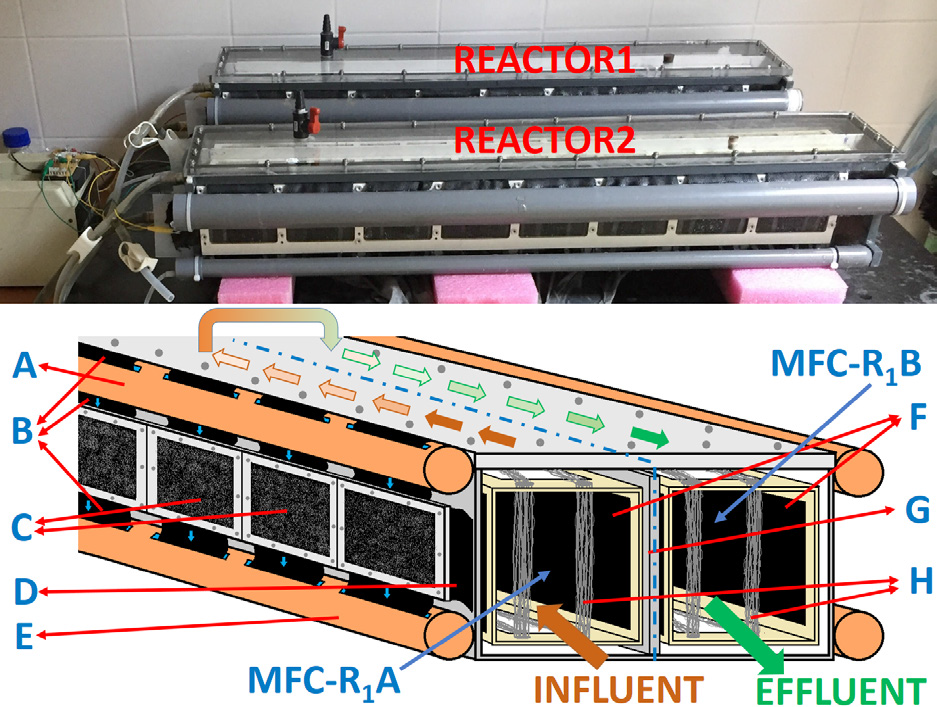 REACTOR1
REACTOR2
A
B
C
D
E
MFC-R₁B
F
G
H
MFC-R₁A
INFLUENT
EFFLUENT